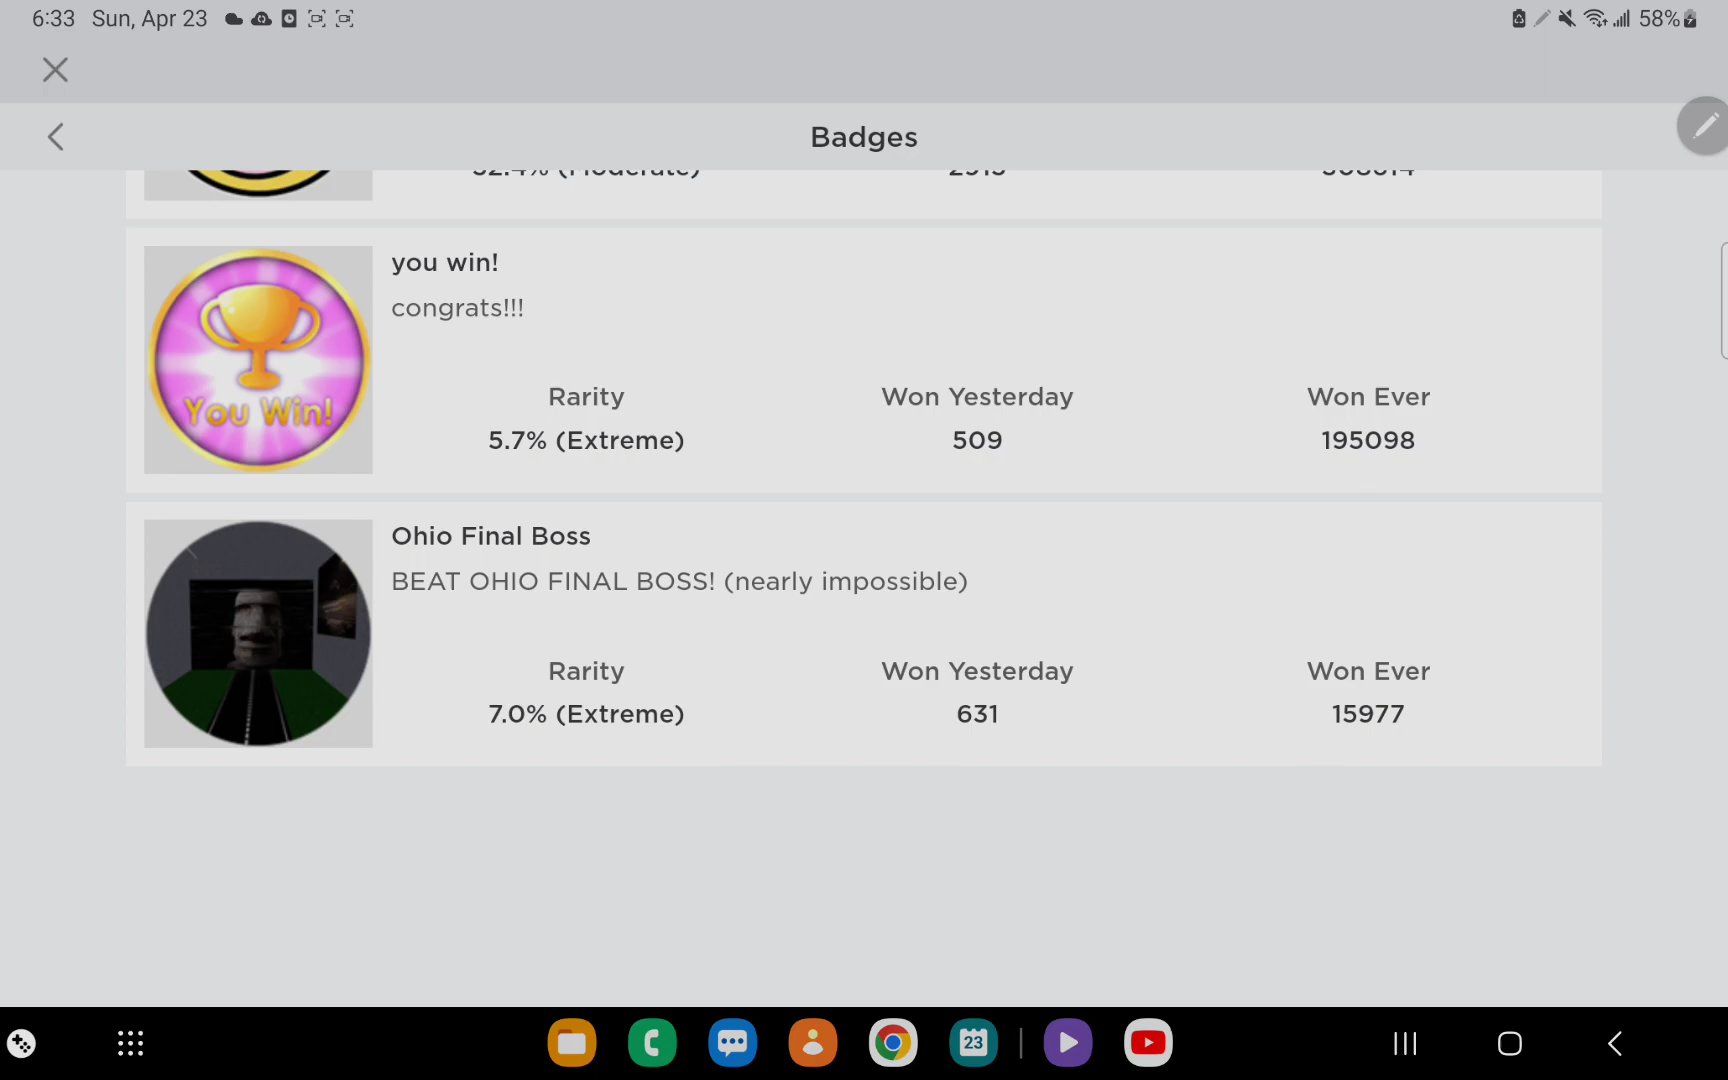 6:33 Sun, Apr 23
58%
Badges
you win!
congrats!!!
You Win!
Rarity Won Yesterday Won Ever
5.7% (Extreme) 509 195098
Ohio Final Boss
BEAT OHIO FINAL BOSS! (nearly impossible)
Rarity Won Yesterday Won Ever
7.0% (Extreme) 631 15977
23